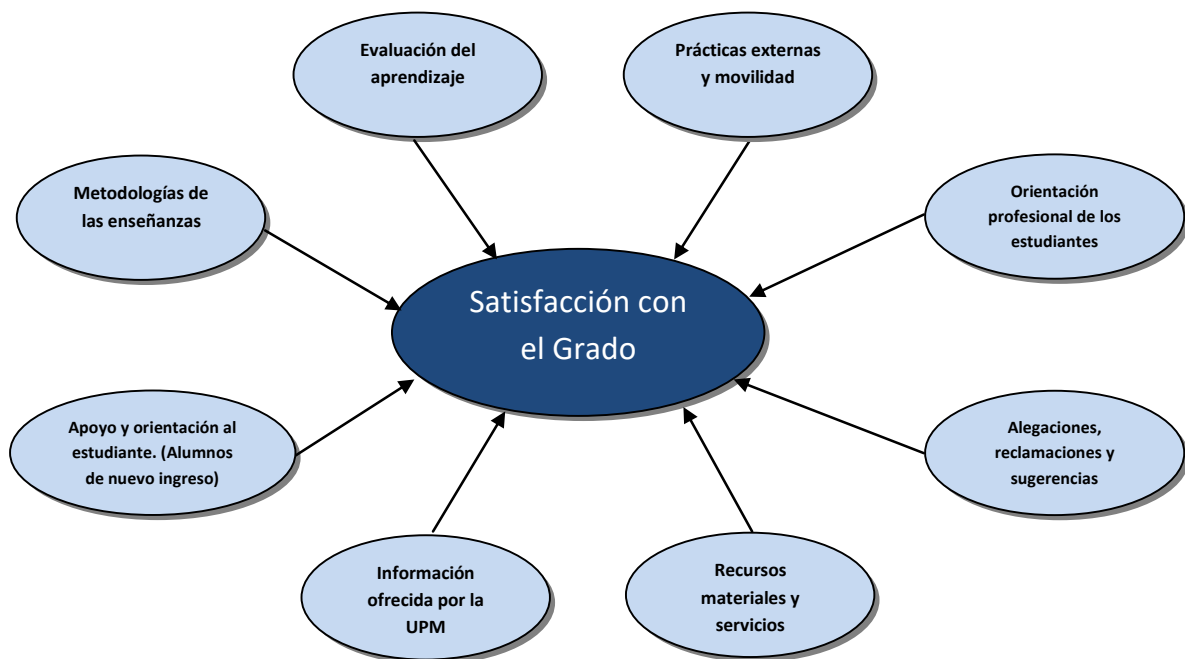 Evaluación del
aprendizaje
Prácticas externas
y movilidad
Metodologías de
las enseñanzas
Orientación
profesional de los
estudiantes
Satisfacción con
el Grado
Apoyo y orientación al
estudiante. (Alumnos
de nuevo ingreso)
Alegaciones,
reclamaciones y
sugerencias
Información
ofrecida por la
UPM
Recursos
materiales y
servicios